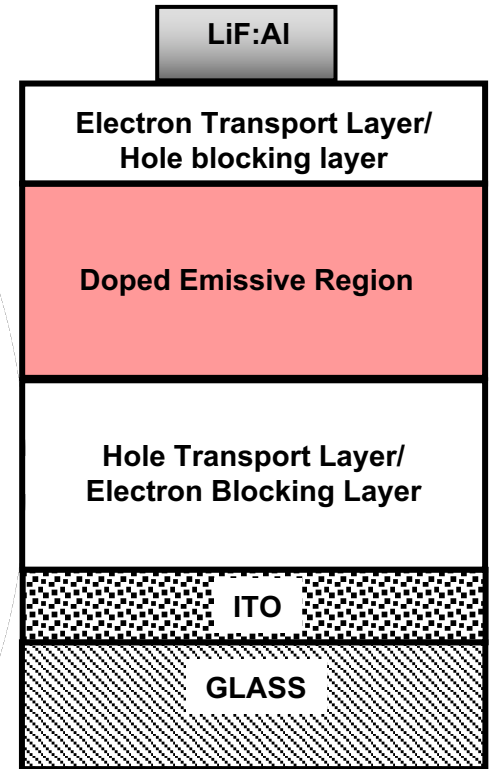 LiF:Al
Electron Transport Layer/
Hole blocking layer
Doped Emissive Region
Hole Transport Layer/
Electron Blocking Layer
ITO
GLASS